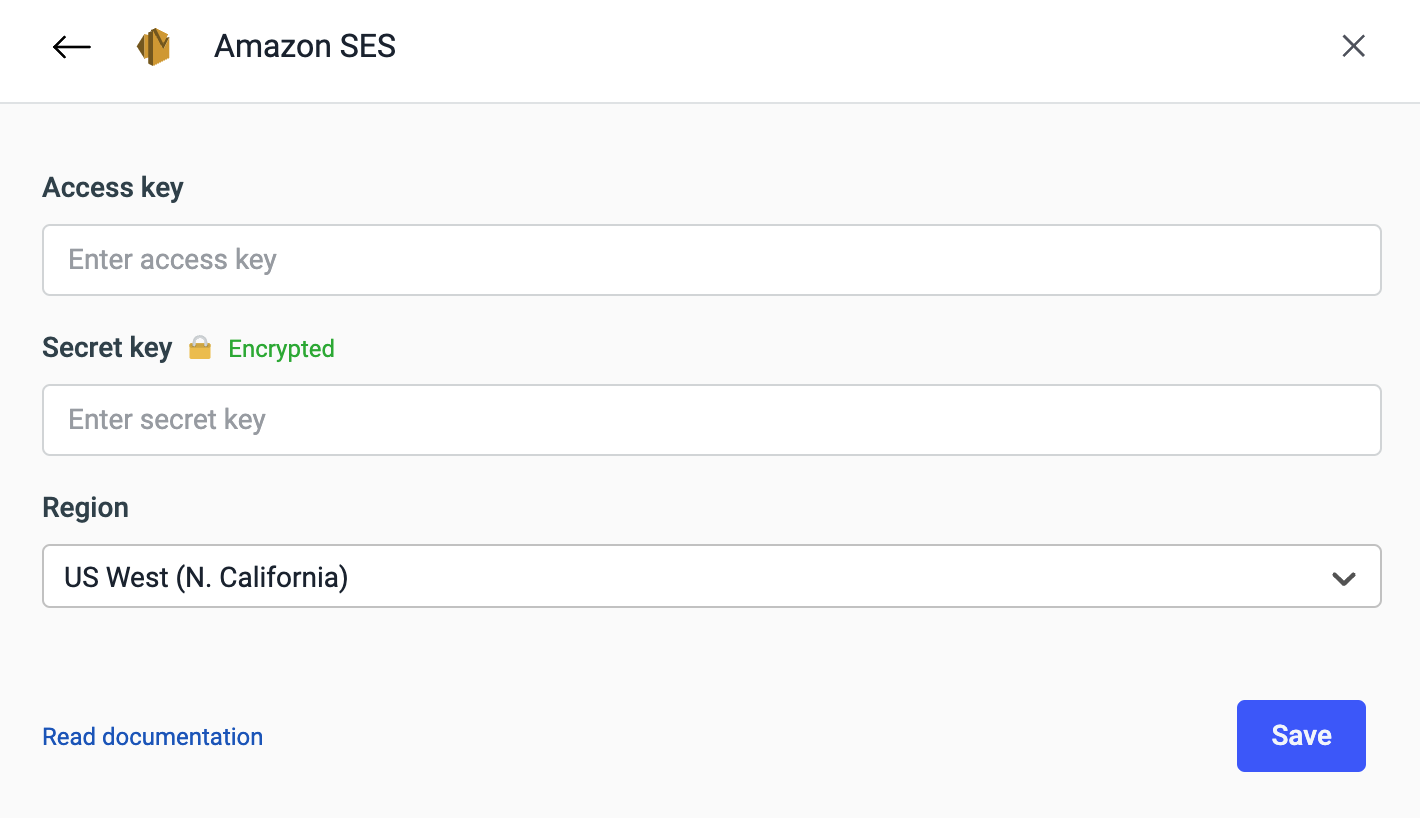 Amazon SES
Access key
Enter access key
Secret key Encrypted
Enter secret key
Region
US West (N. California)
Read documentation
Save